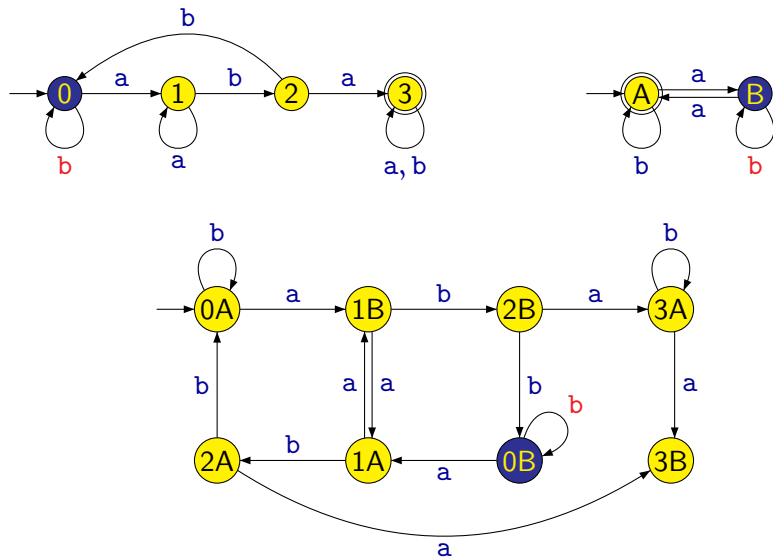 b
0 a 1 b 2 a 3
b a a, b
A a B
a
b b
b b
0A a 1B b 2B a 3A
b a a b b a
2A b 1A a 0B 3B
a